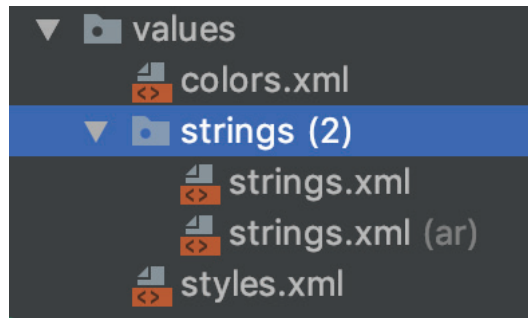 values
colors.xml
strings (2)
strings.xml
strings.xml (ar)
styles.xml